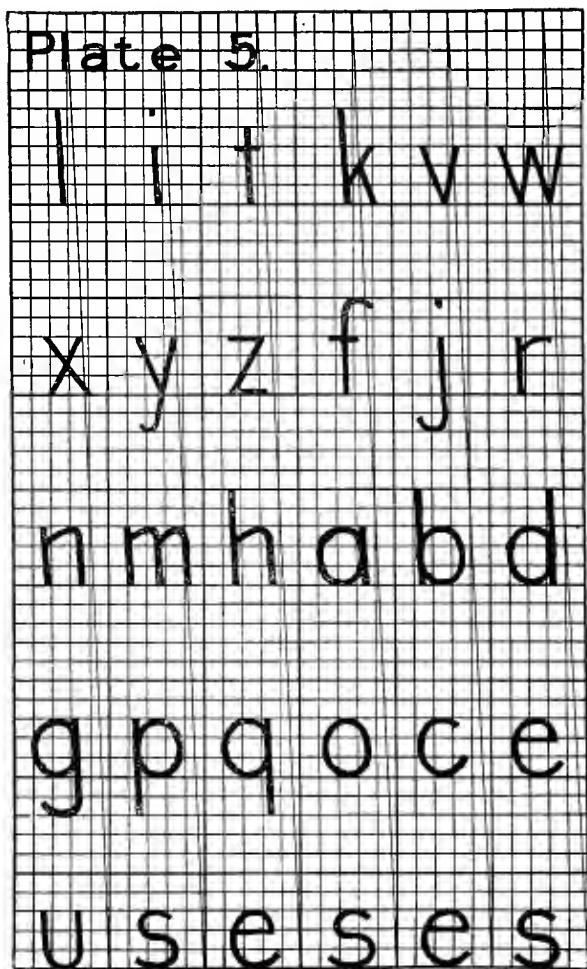 Plate 5.
l i t k v w
x y z f j r
n m h a b d
g p q o c e
u s e s e s